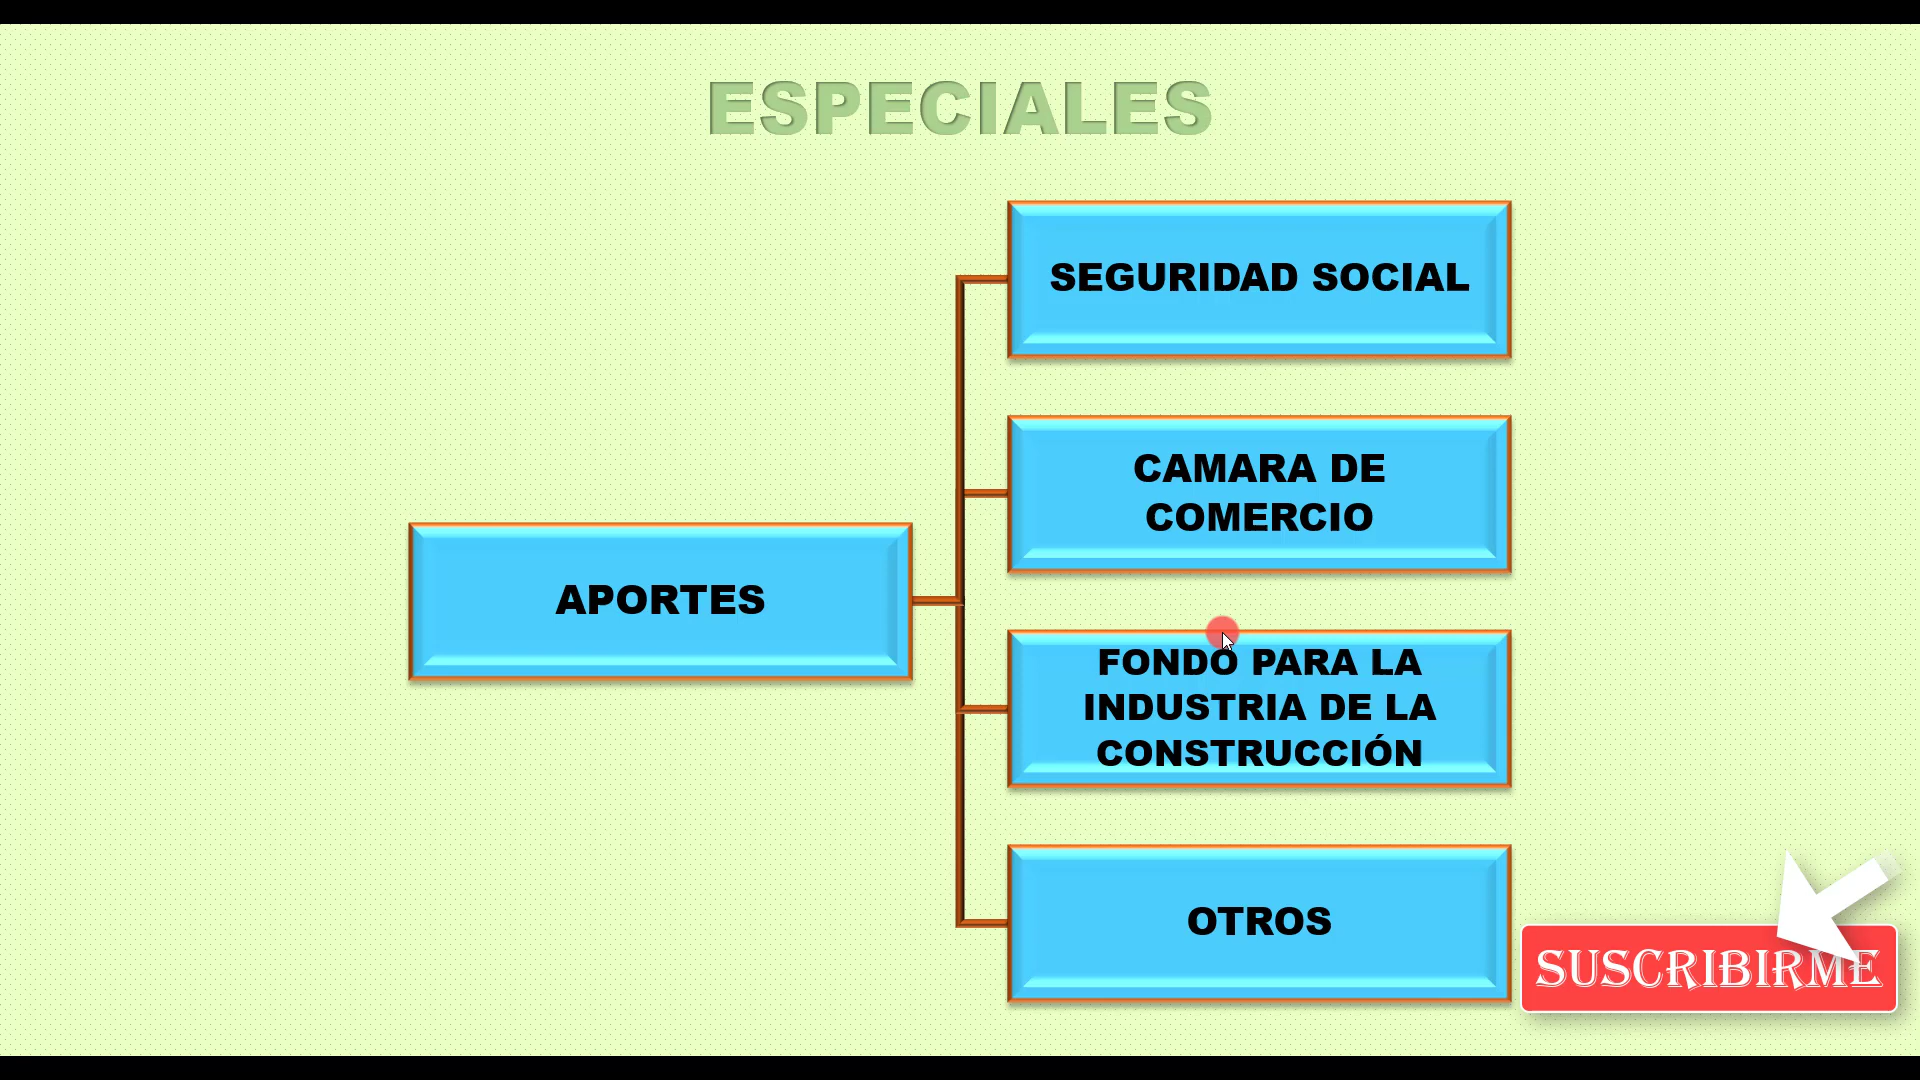 ESPECIALES
SEGURIDAD SOCIAL
CAMARA DE
COMERCIO
APORTES
FONDO PARA LA
INDUSTRIA DE LA
CONSTRUCCIÓN
OTROS
SUSCRIBIRME